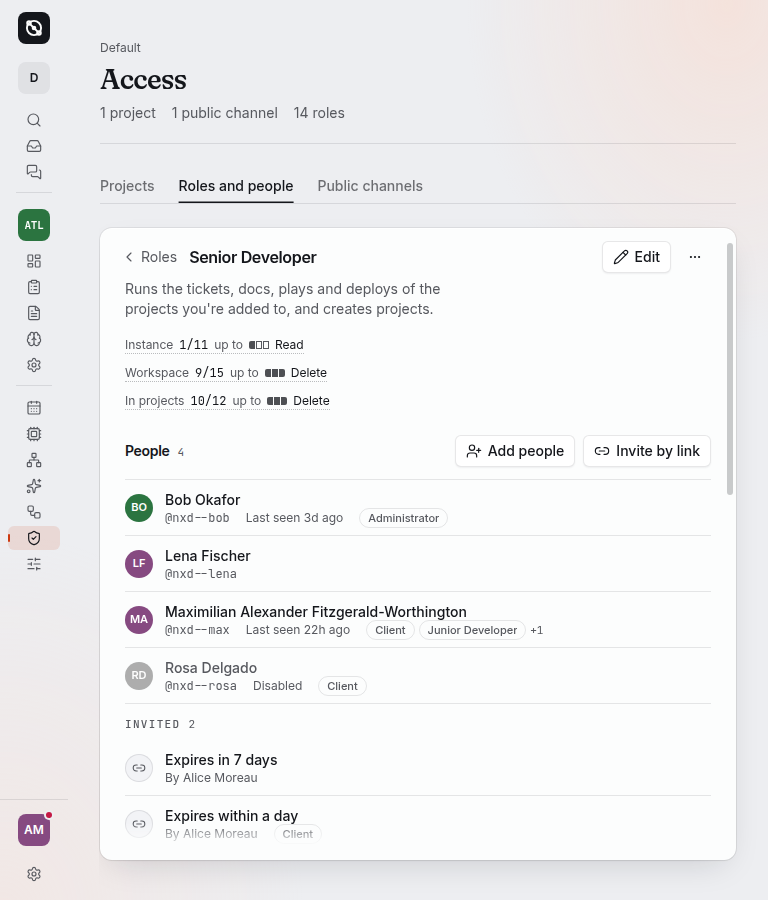 Default
D
Access
1 project 1 public channel 14 roles
Projects Roles and people Public channels
ATL
Roles Senior Developer Edit
Runs the tickets, docs, plays and deploys of the
projects you're added to, and creates projects.
Instance 1/11 up to Read
Workspace 9/15 up to Delete
In projects 10/12 up to Delete
People 4 Add people Invite by link
BO Bob Okafor
@nxd--bob Last seen 3d ago Administrator
LF Lena Fischer
@nxd--lena
MA Maximilian Alexander Fitzgerald-Worthington
@nxd--max Last seen 22h ago Client Junior Developer +1
RD Rosa Delgado
@nxd--rosa Disabled Client
INVITED 2
Expires in 7 days
By Alice Moreau
Expires within a day
By Alice Moreau Client
AM